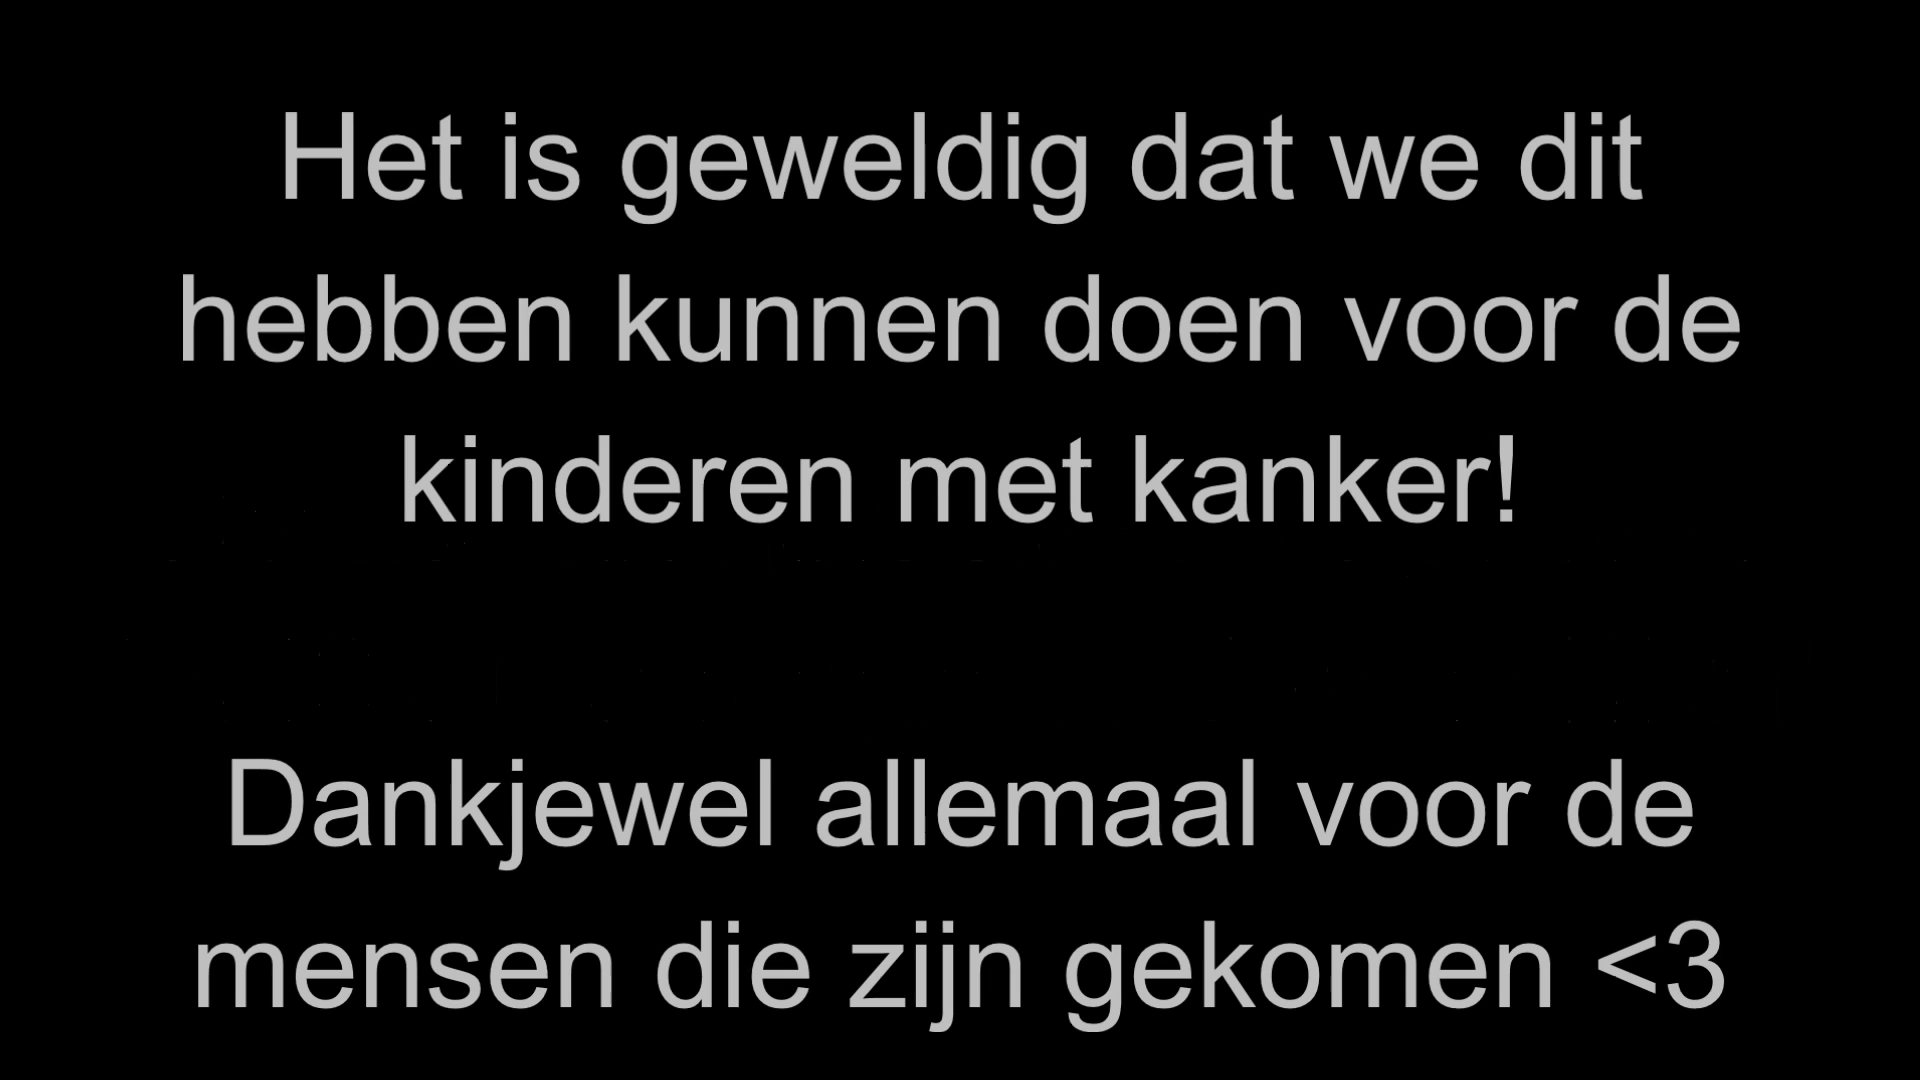 Het is geweldig dat we dit
hebben kunnen doen voor de
kinderen met kanker!
Dankjewel allemaal voor de
mensen die zijn gekomen <3